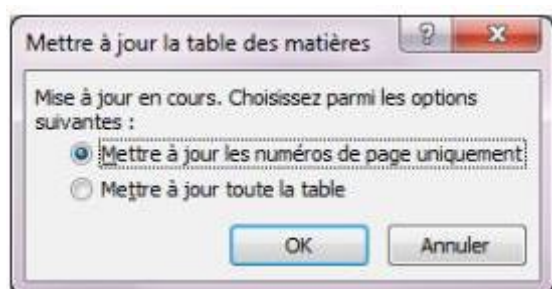 Mettre à jour la table des matières
Mise à jour en cours. Choisissez parmi les options
suivantes :
Mettre à jour les numéros de page uniquement
Mettre à jour toute la table
OK Annuler